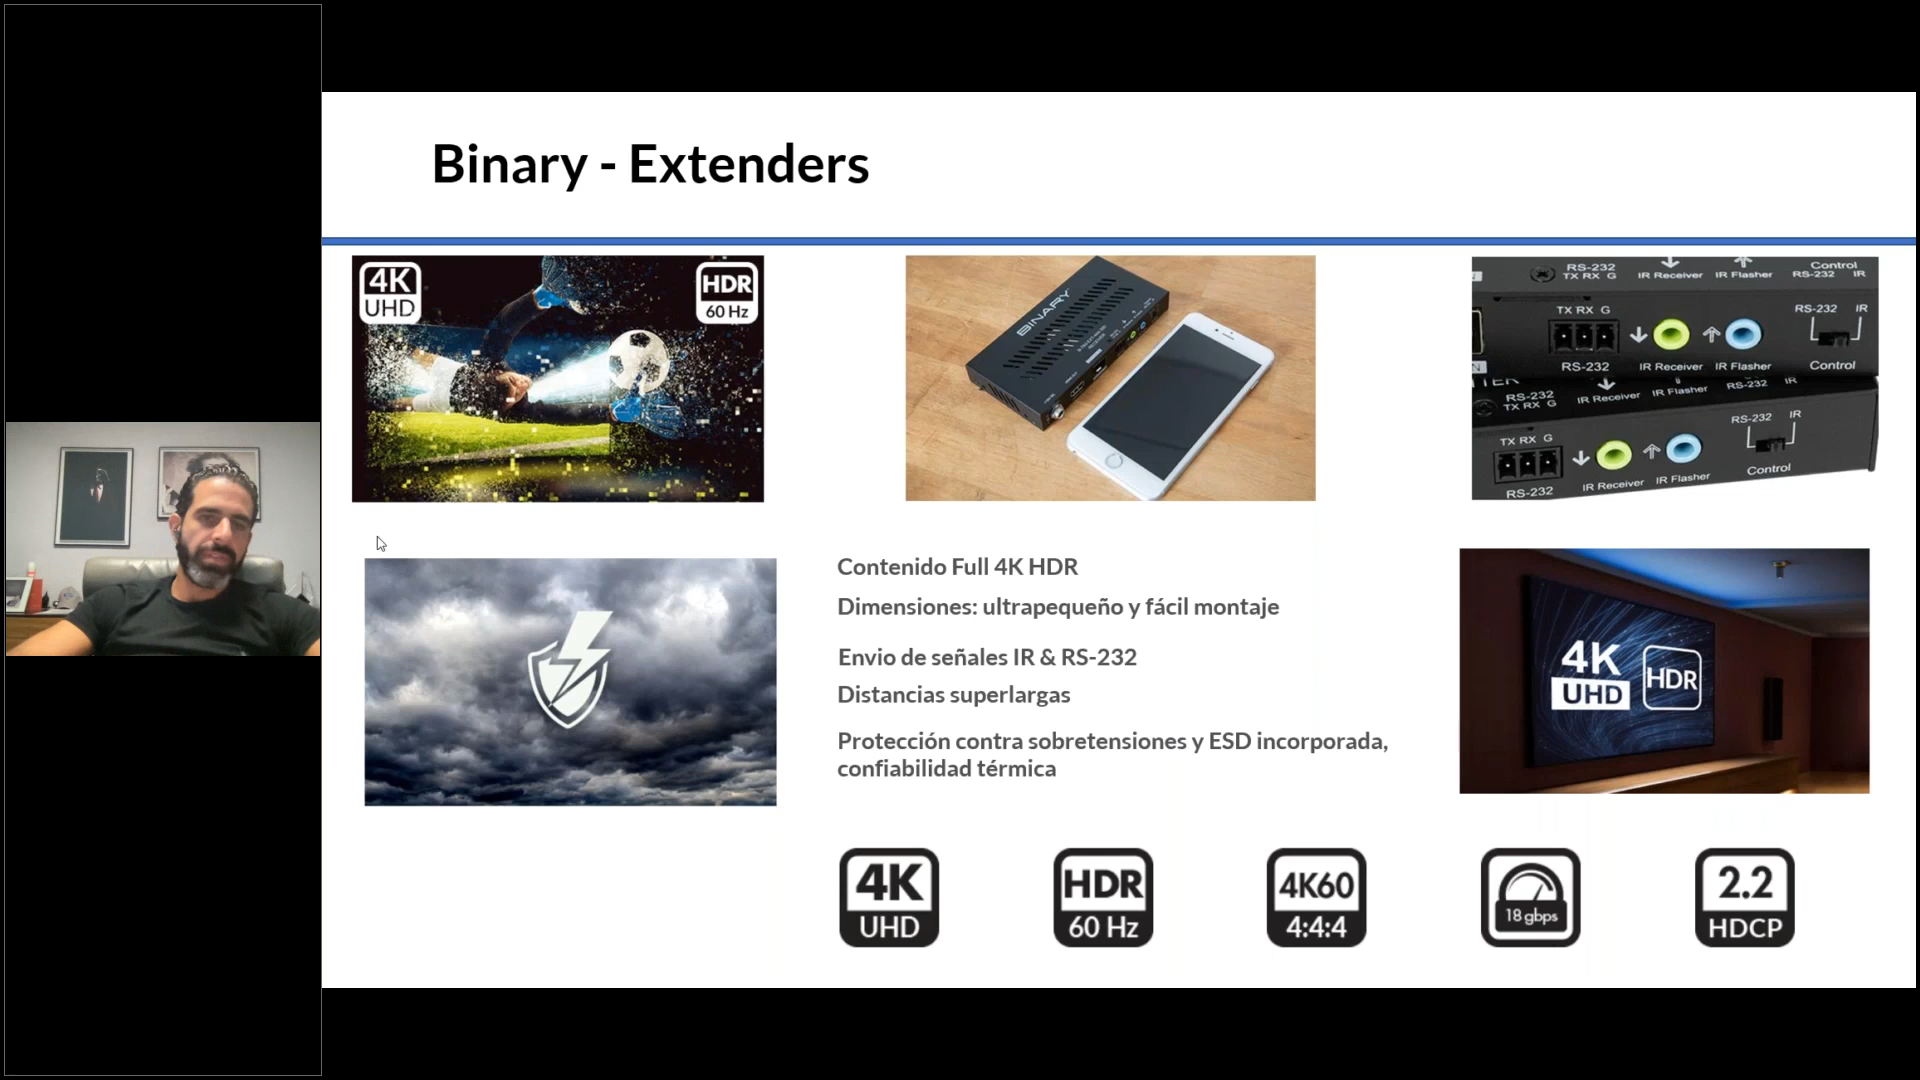 Binary - Extenders
4K
UHD
HDR
60 Hz
BINARY
RS-232
TX RX G
IR Receiver
IR Flasher
Control
RS-232 IR
TX RX G
RS-232 IR
RS-232
IR Receiver
IR Flasher
Control
RS-232
TX RX G
IR Receiver
IR Flasher
RS-232
IR
TX RX G
RS-232 IR
RS-232
IR Receiver
IR Flasher
Control
Contenido Full 4K HDR
Dimensiones: ultrapequeño y fácil montaje
Envio de señales IR & RS-232
Distancias superlargas
Protección contra sobretensiones y ESD incorporada,
confiabilidad térmica
4K
UHD
HDR
4K
UHD
HDR
60 Hz
4K60
4:4:4
18 gbps
2.2
HDCP